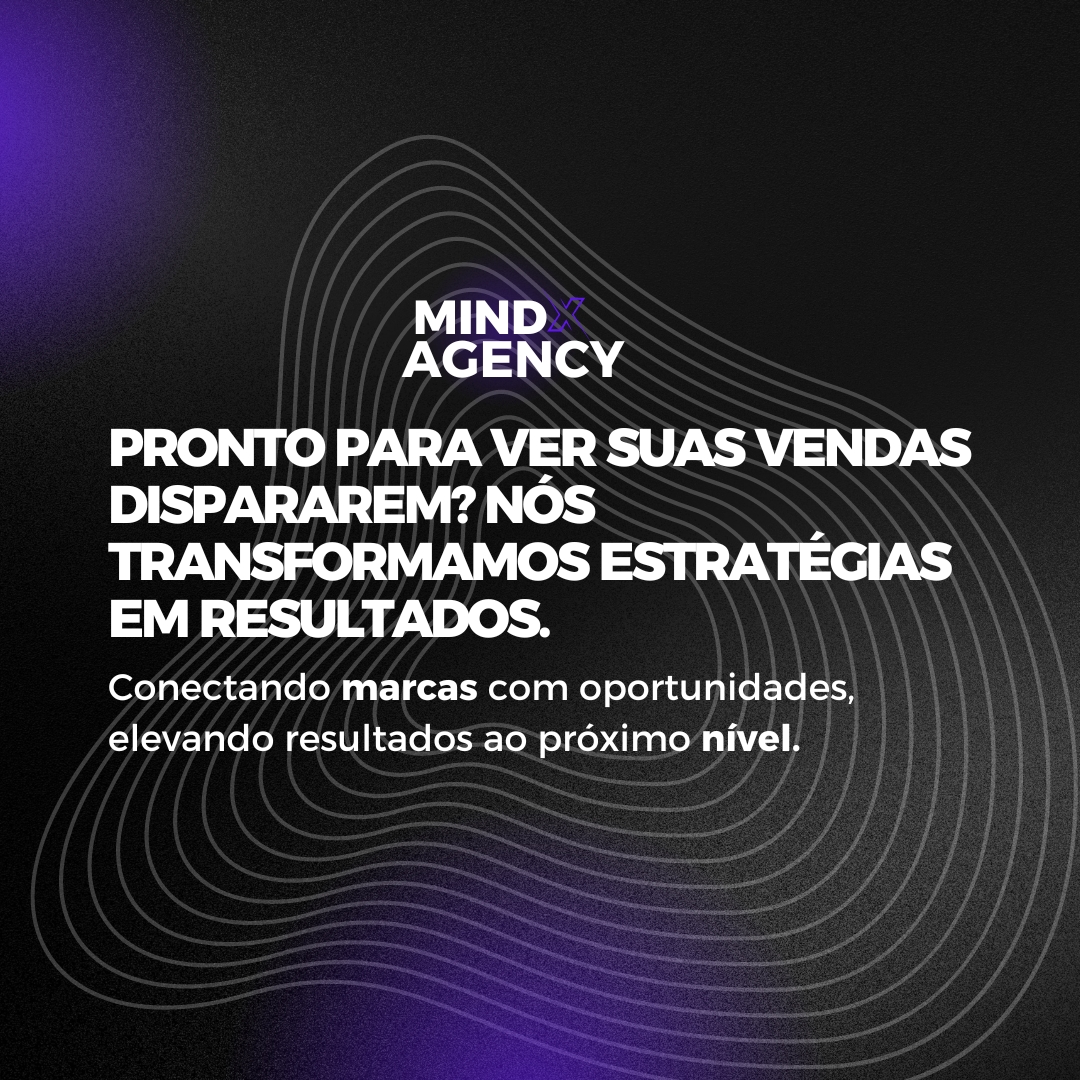 MINDX
AGENCY
PRONTO PARA VER SUAS VENDAS
DISPARAREM? NÓS
TRANSFORMAMOS ESTRATÉGIAS
EM RESULTADOS.
Conectando marcas com oportunidades,
elevando resultados ao próximo nível.